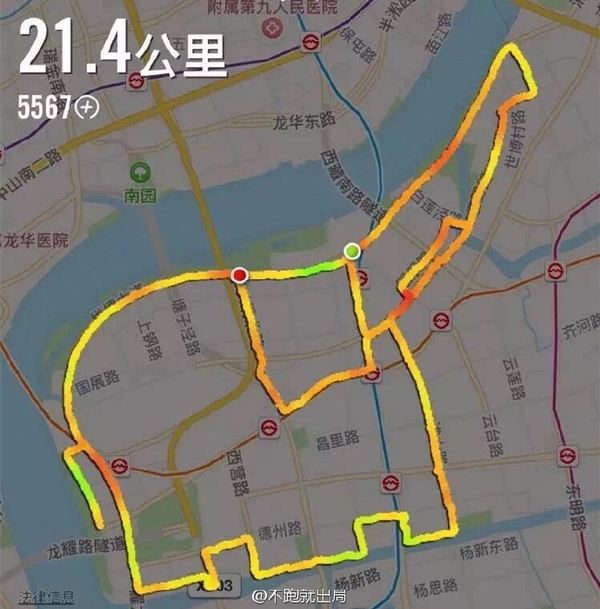 附属第九人民医院
半淞园路
苗江路
保屯路
21.4公里
5567
瑞金南路
龙华东路
世博村路
中山南二路
西藏南路隧道
南园
白莲泾路
龙华医院
塘子泾路
上钢路
齐河路
国展路
云莲路
昌里路
云台路
西营路
东明路
德州路
龙耀路隧道
杨新东路
杨新路
杨思路
法律信息
@不跑就出局